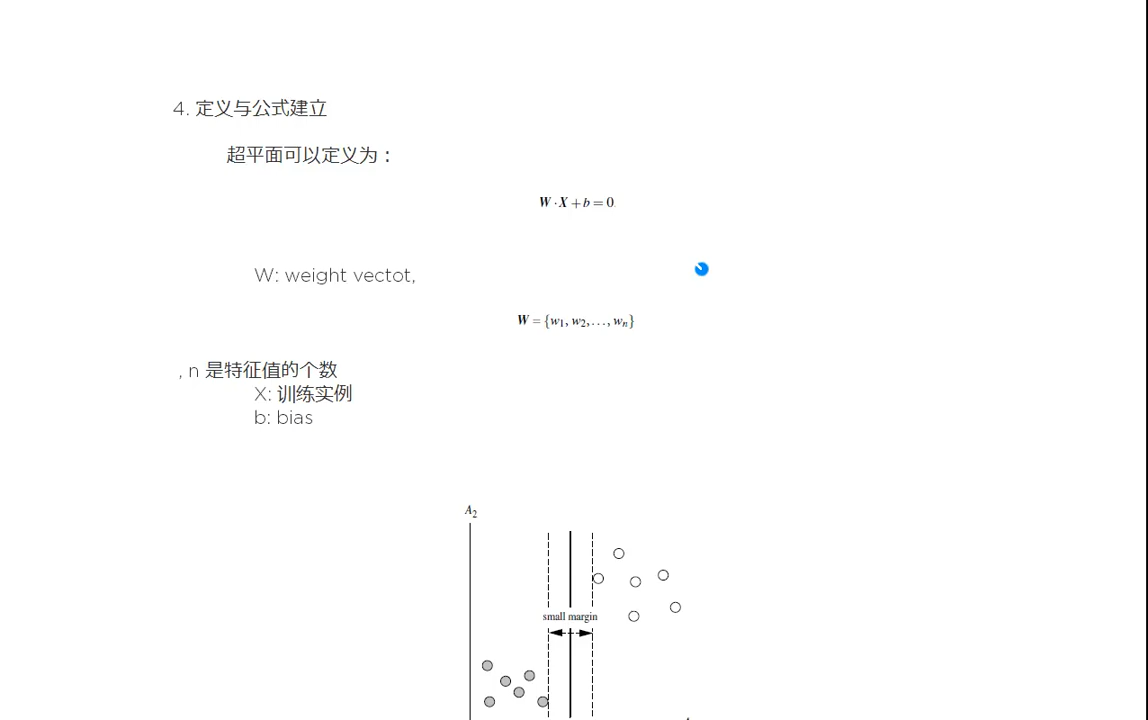 4. 定义与公式建立
超平面可以定义为：
W · X + b = 0
W: weight vectot,
W = {w₁, w₂, . . . , wₙ}
, n 是特征值的个数
X: 训练实例
b: bias
A₂
small margin